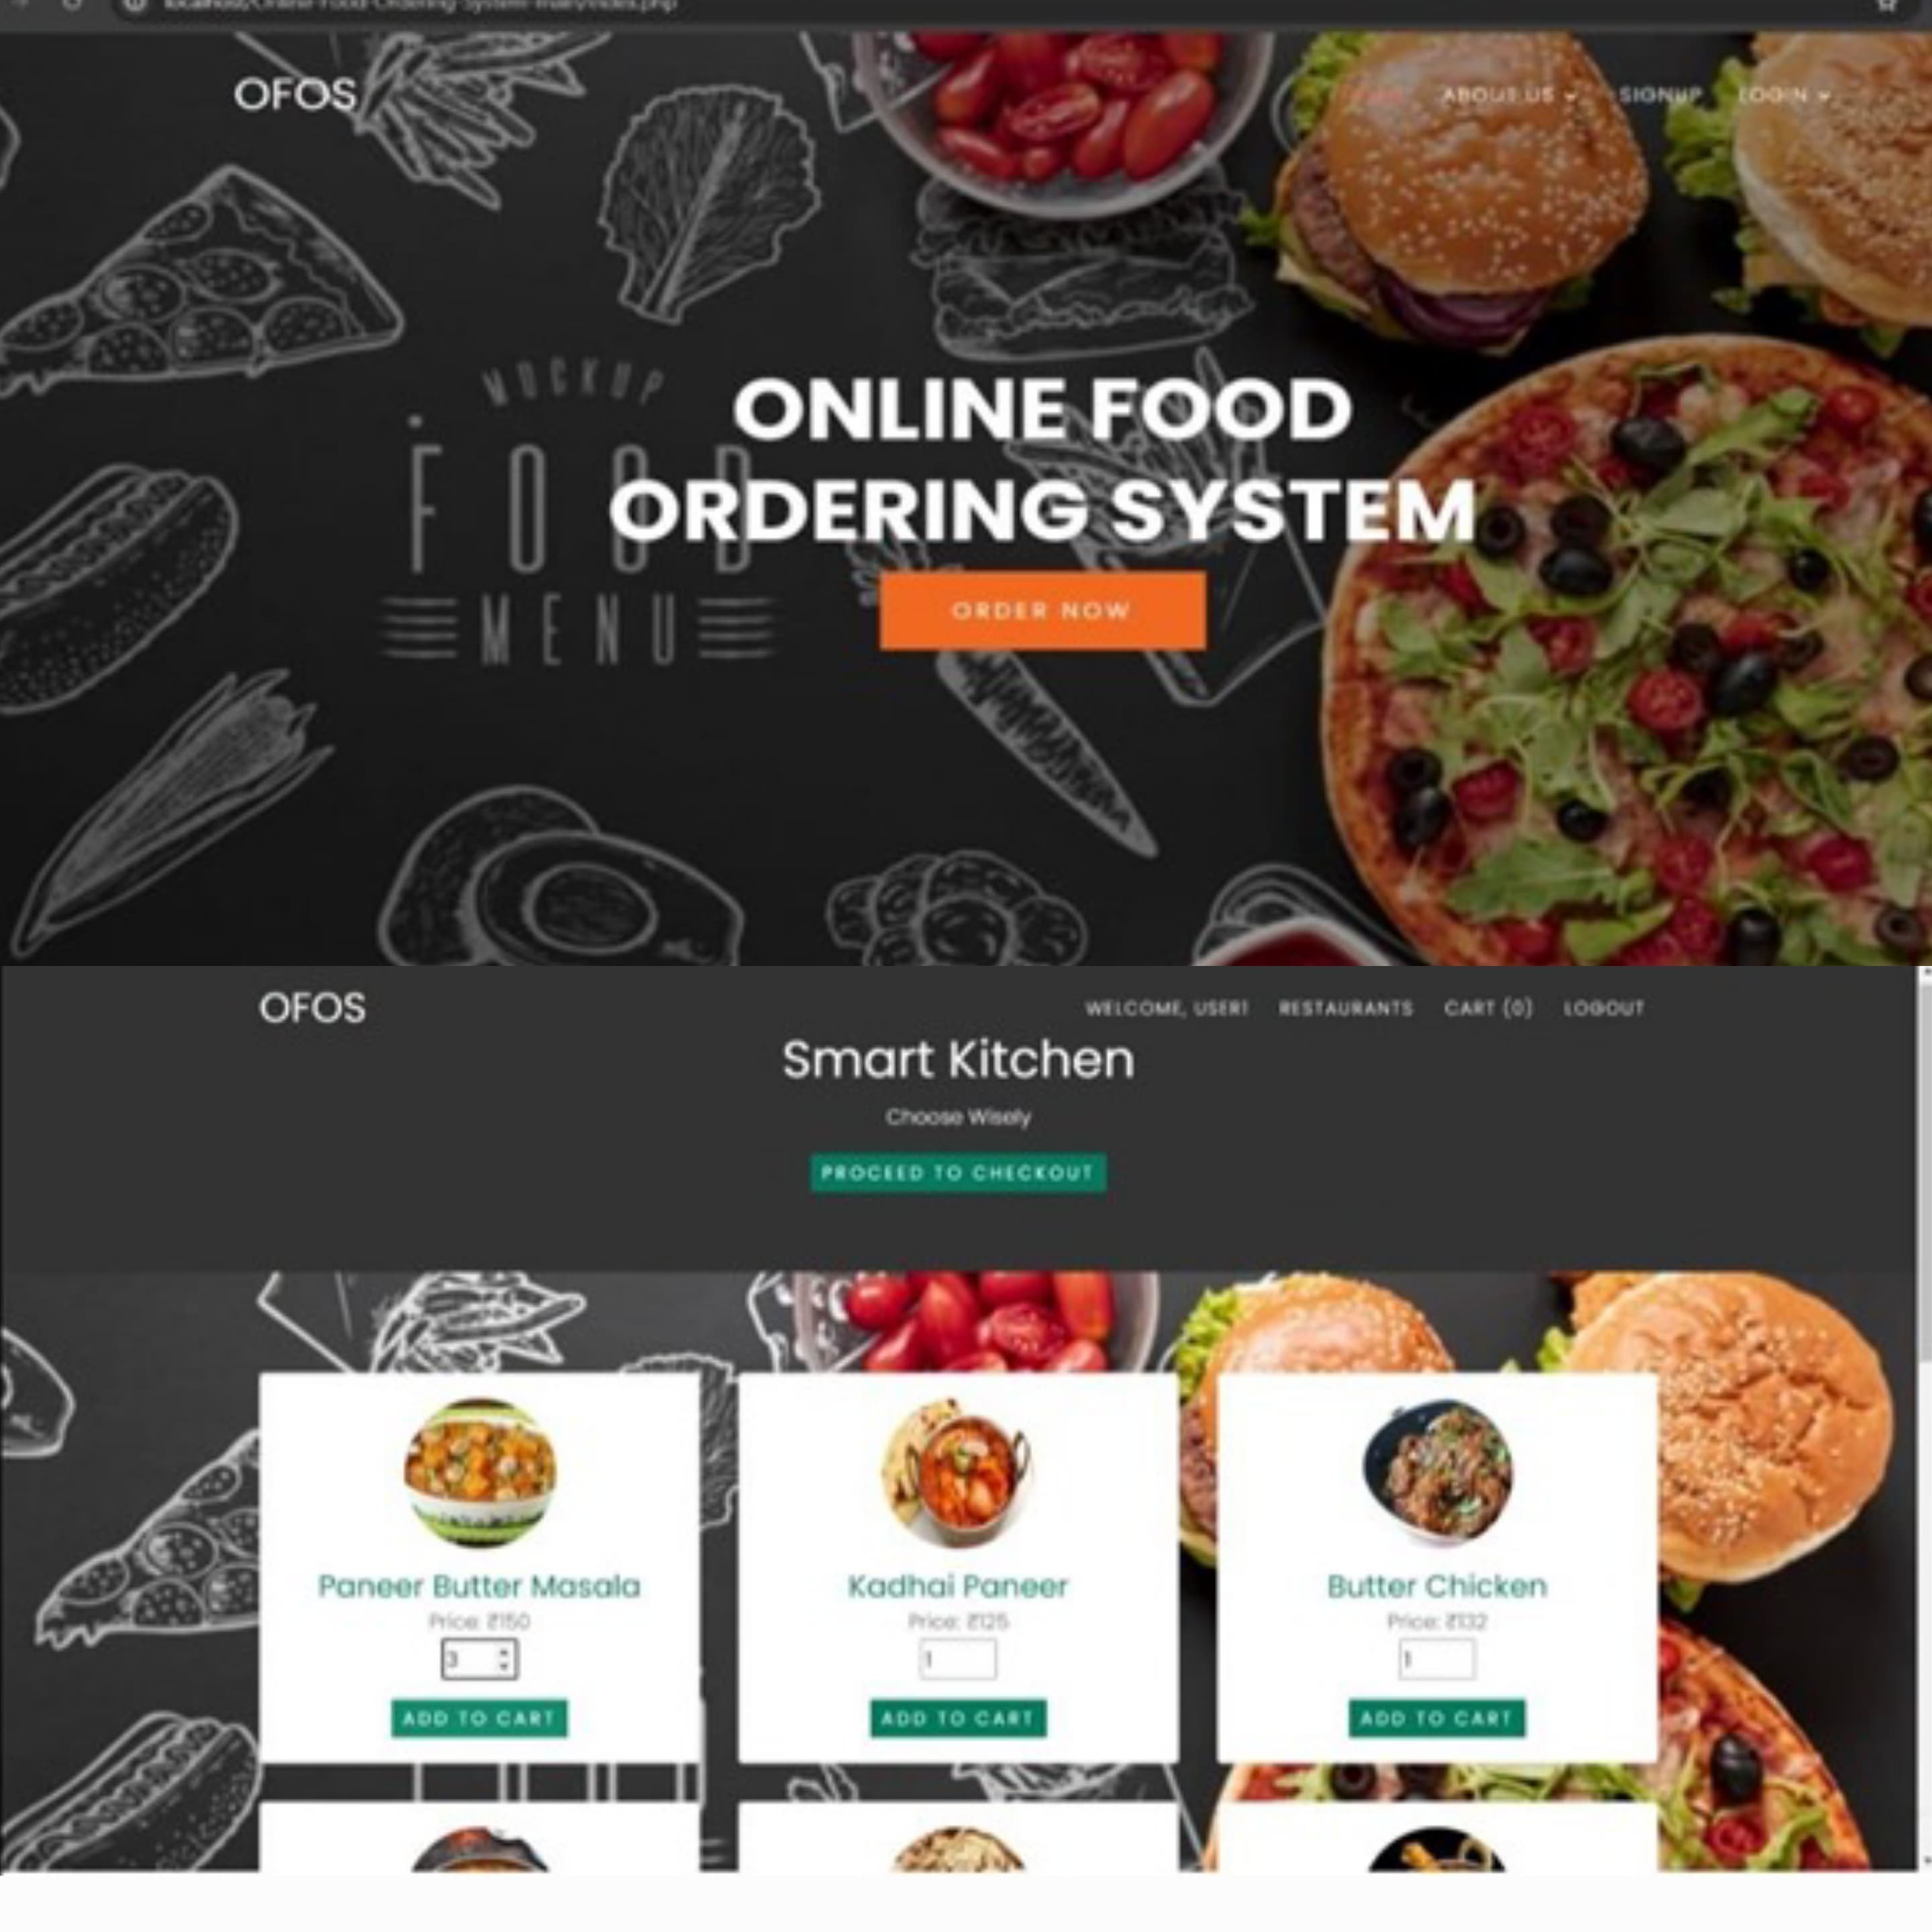 localhost/Online-Food-Ordering-System-main/index.php
OFOS
ABOUT US SIGNUP LOGIN
MOCKUP
FOOD
MENU
ONLINE FOOD
ORDERING SYSTEM
ORDER NOW
OFOS
WELCOME, USER1 RESTAURANTS CART (0) LOGOUT
Smart Kitchen
Choose Wisely
PROCEED TO CHECKOUT
Paneer Butter Masala
Price: ₹150
3
ADD TO CART
Kadhai Paneer
Price: ₹125
1
ADD TO CART
Butter Chicken
Price: ₹132
1
ADD TO CART